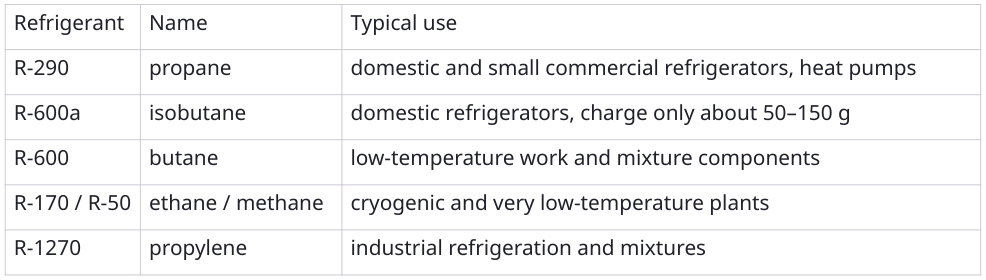 Refrigerant Name Typical use
R-290 propane domestic and small commercial refrigerators, heat pumps
R-600a isobutane domestic refrigerators, charge only about 50–150 g
R-600 butane low-temperature work and mixture components
R-170 / R-50 ethane / methane cryogenic and very low-temperature plants
R-1270 propylene industrial refrigeration and mixtures